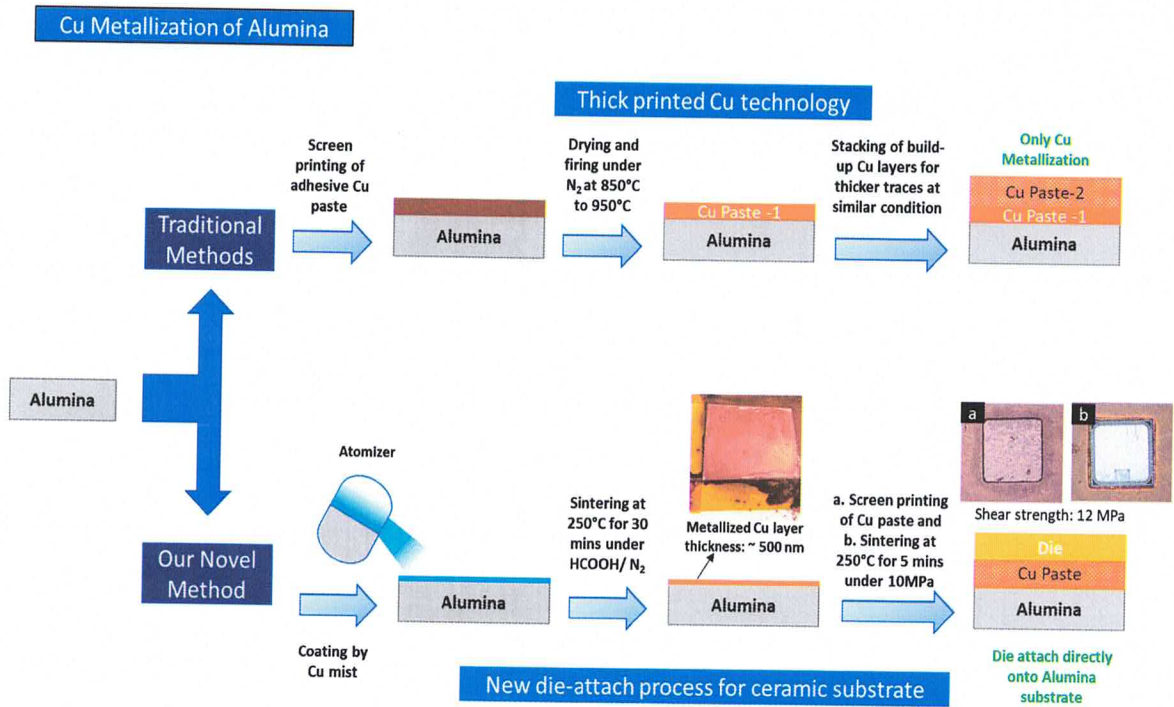 Cu Metallization of Alumina
Thick printed Cu technology
Screen
printing of
adhesive Cu
paste
Drying and
firing under
N₂ at 850°C
to 950°C
Stacking of build-
up Cu layers for
thicker traces at
similar condition
Only Cu
Metallization
Traditional
Methods
Alumina
Cu Paste -1
Alumina
Cu Paste-2
Cu Paste -1
Alumina
Alumina
Our Novel
Method
Atomizer
Coating by
Cu mist
Alumina
Sintering at
250°C for 30
mins under
HCOOH/ N₂
Metallized Cu layer
thickness: ~ 500 nm
Alumina
a. Screen printing
of Cu paste and
b. Sintering at
250°C for 5 mins
under 10MPa
a
b
Shear strength: 12 MPa
Die
Cu Paste
Alumina
Die attach directly
onto Alumina
substrate
New die-attach process for ceramic substrate